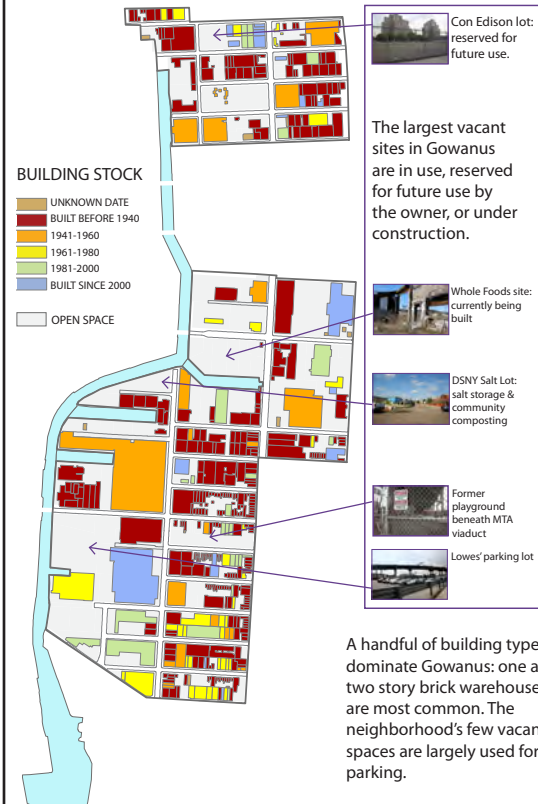 Con Edison lot:
reserved for
future use.
The largest vacant
sites in Gowanus
are in use, reserved
for future use by
the owner, or under
construction.
BUILDING STOCK
UNKNOWN DATE
BUILT BEFORE 1940
1941-1960
1961-1980
1981-2000
BUILT SINCE 2000
OPEN SPACE
Whole Foods site:
currently being
built
DSNY Salt Lot:
salt storage &
community
composting
Former
playground
beneath MTA
viaduct
Lowes' parking lot
A handful of building type
dominate Gowanus: one a
two story brick warehouse
are most common. The
neighborhood's few vacan
spaces are largely used for
parking.